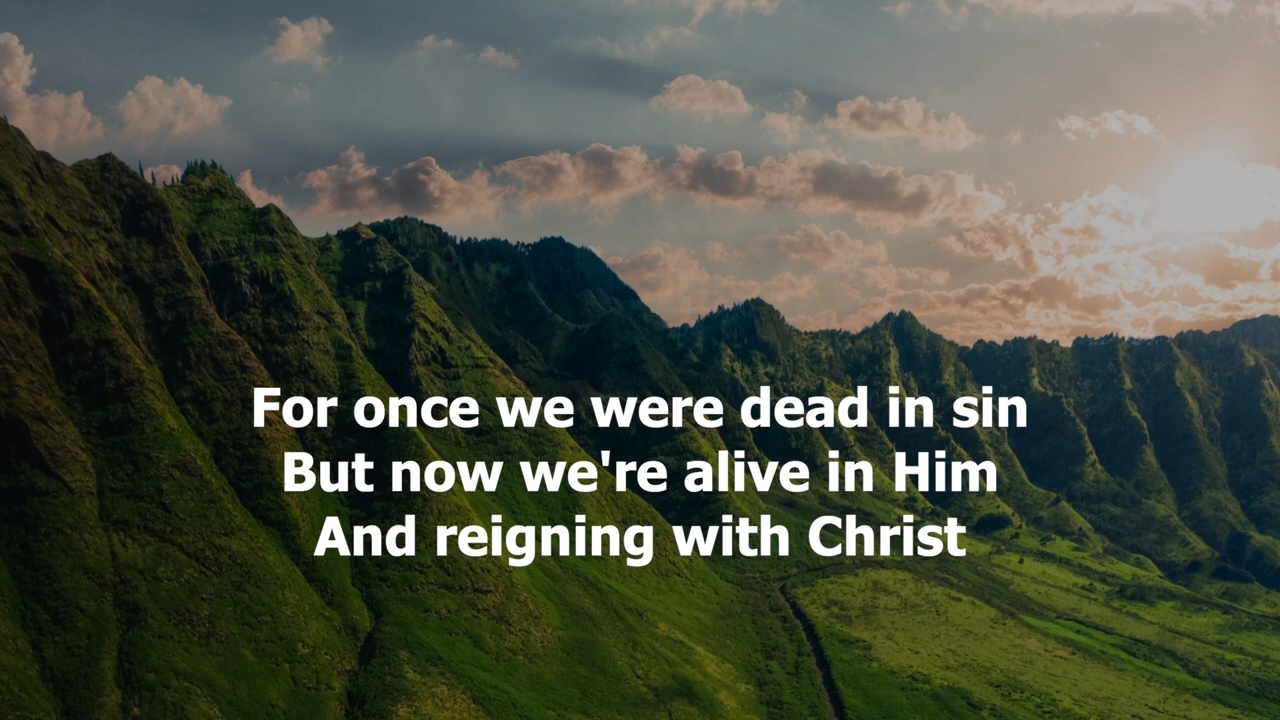 For once we were dead in sin
But now we're alive in Him
And reigning with Christ